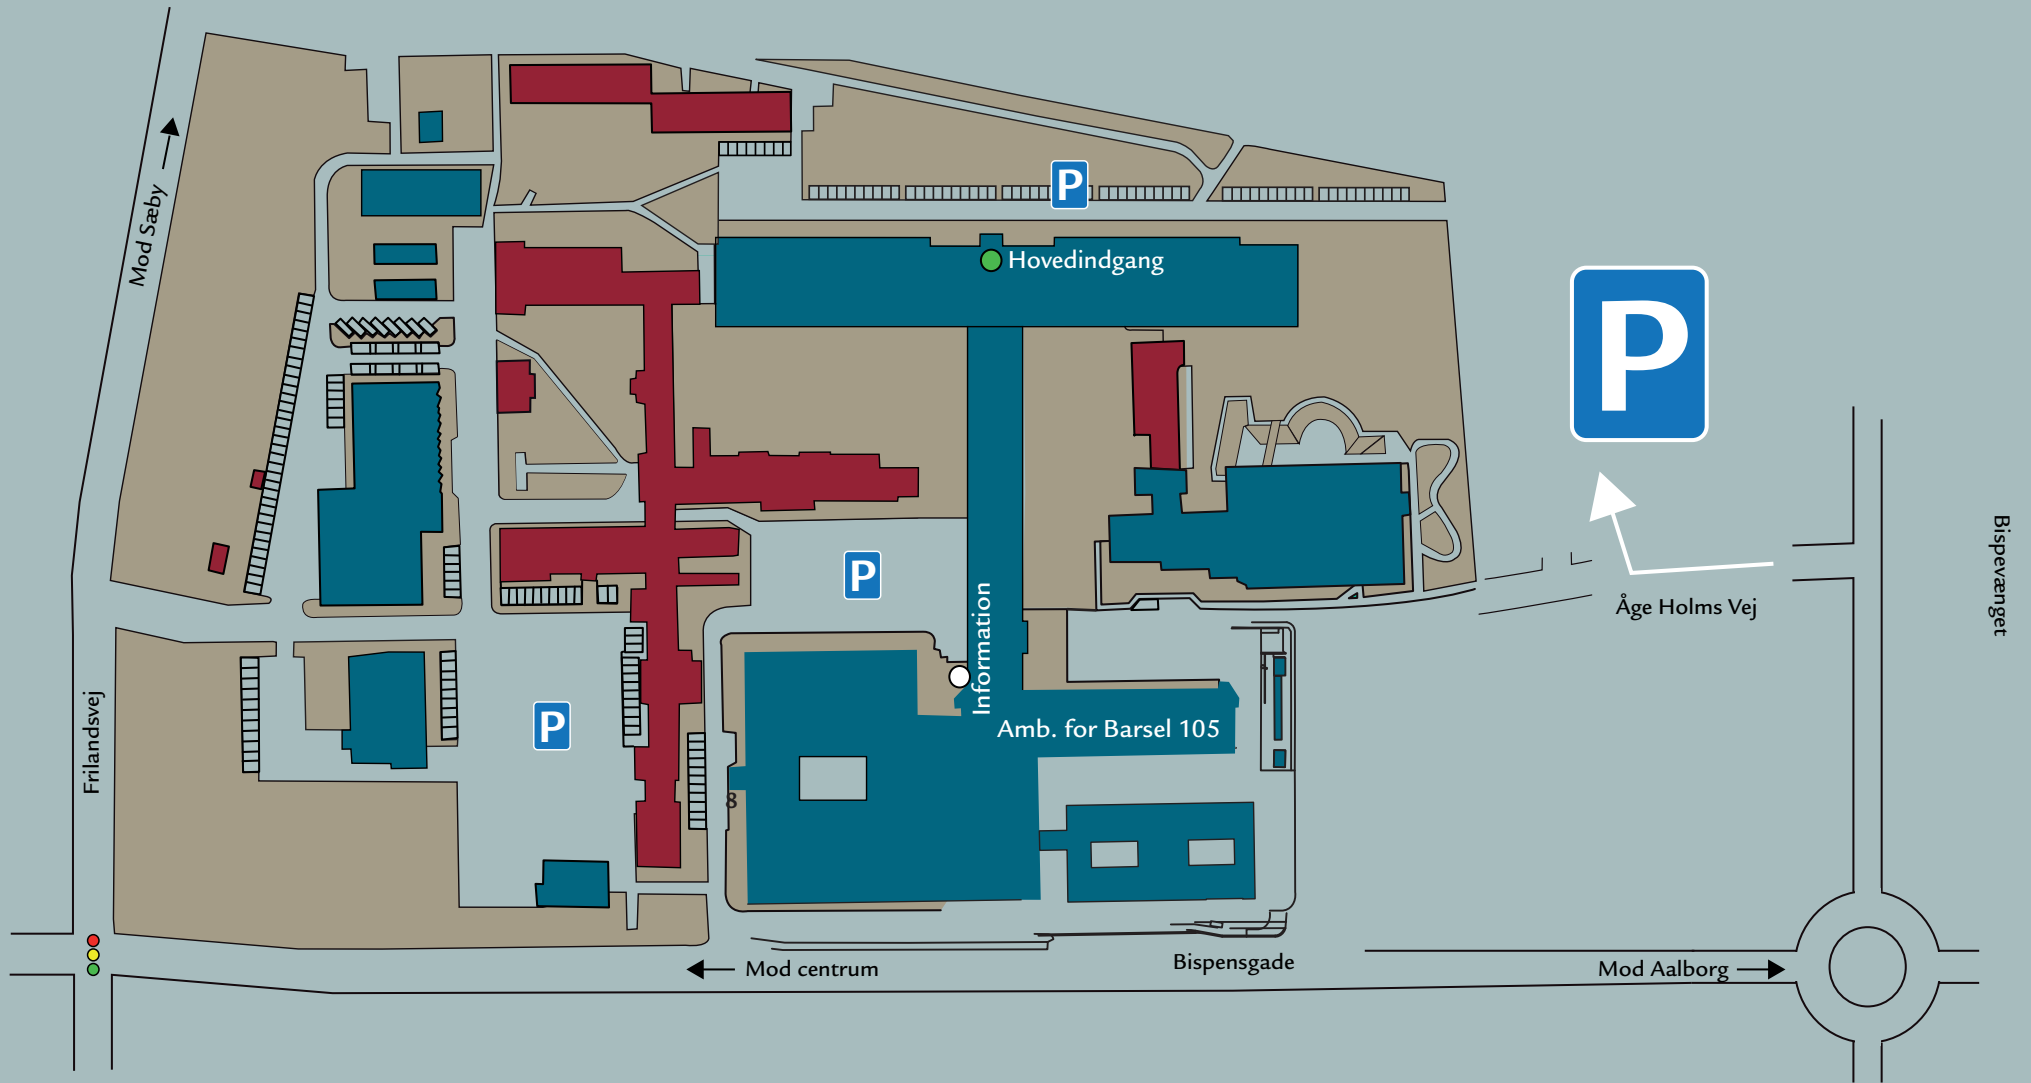 P
Mod Sæby
Hovedindgang
P
P
Åge Holms Vej
Bispevænget
Information
Frilandsvej
P
Amb. for Barsel 105
8
Mod centrum
Bispensgade
Mod Aalborg